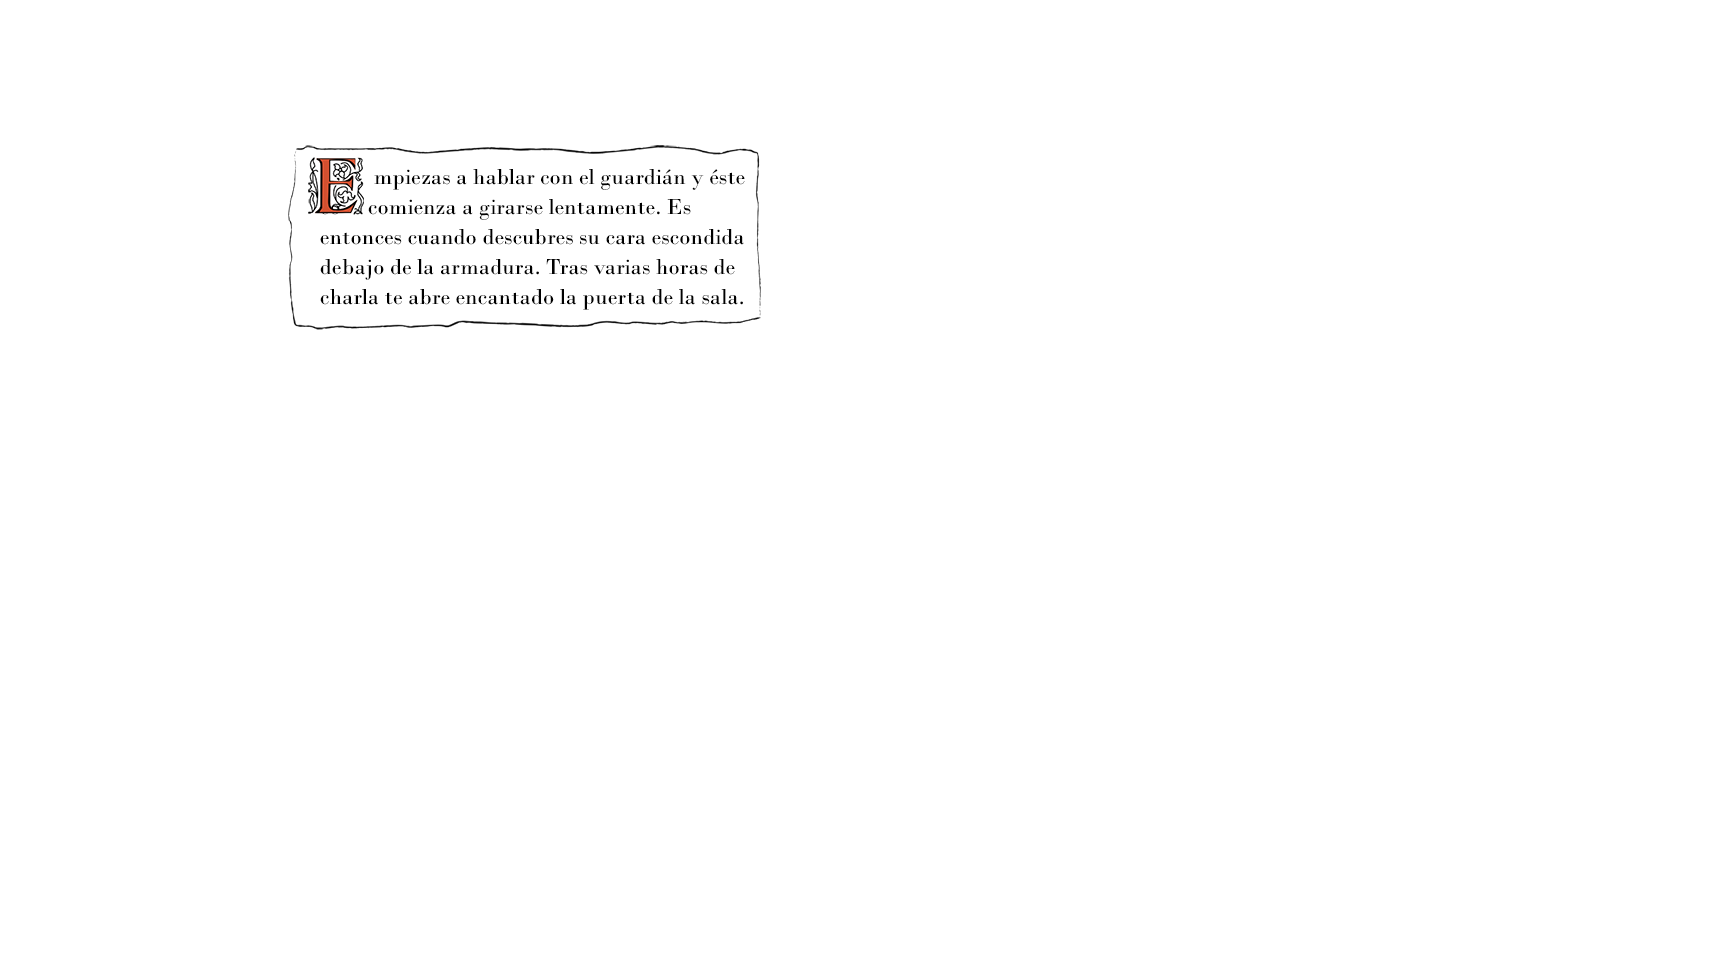 Empiezas a hablar con el guardián y éste
comienza a girarse lentamente. Es
entonces cuando descubres su cara escondida
debajo de la armadura. Tras varias horas de
charla te abre encantado la puerta de la sala.